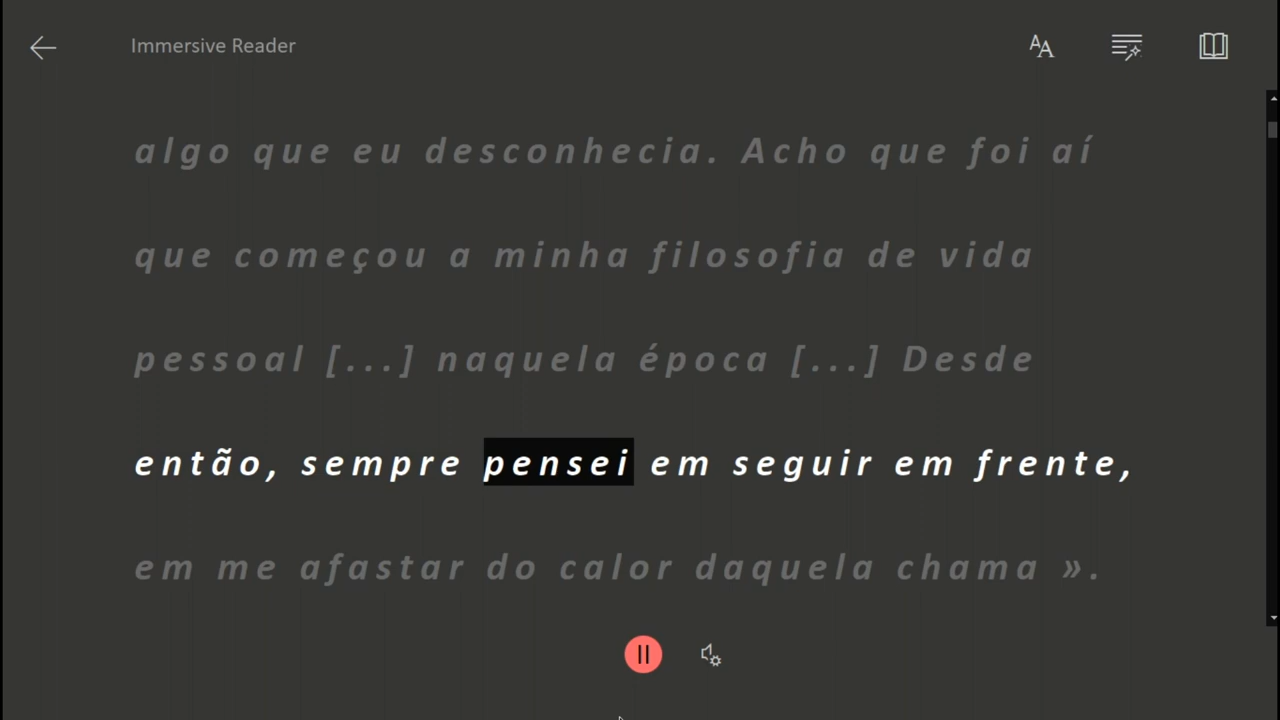 Immersive Reader
algo que eu desconhecia. Acho que foi aí
que começou a minha filosofia de vida
pessoal [...] naquela época [...] Desde
então, sempre pensei em seguir em frente,
em me afastar do calor daquela chama ».